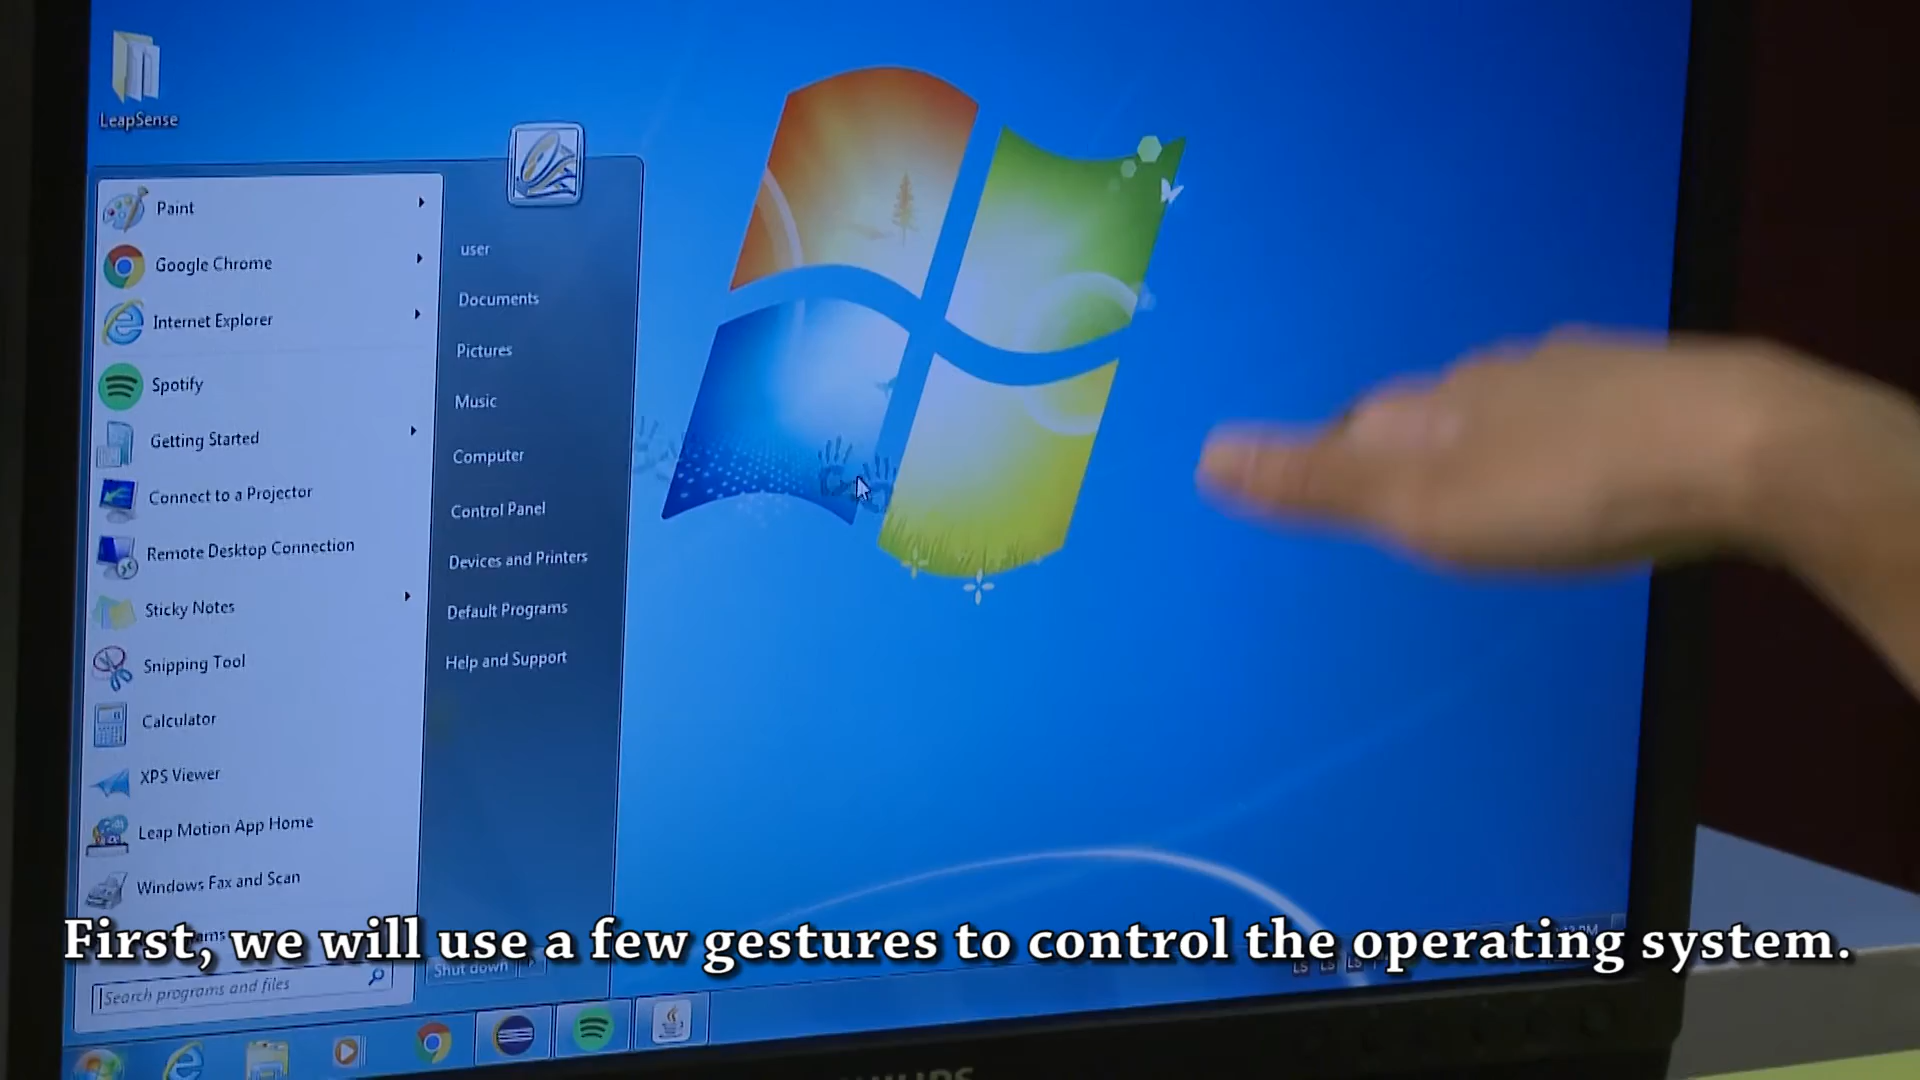 LeapSense
Paint
Google Chrome
Internet Explorer
Spotify
Getting Started
Connect to a Projector
Remote Desktop Connection
Sticky Notes
Snipping Tool
Calculator
XPS Viewer
Leap Motion App Home
Windows Fax and Scan
Search programs and files
user
Documents
Pictures
Music
Computer
Control Panel
Devices and Printers
Default Programs
Help and Support
Shut down
First, we will use a few gestures to control the operating system.
LS LS LS